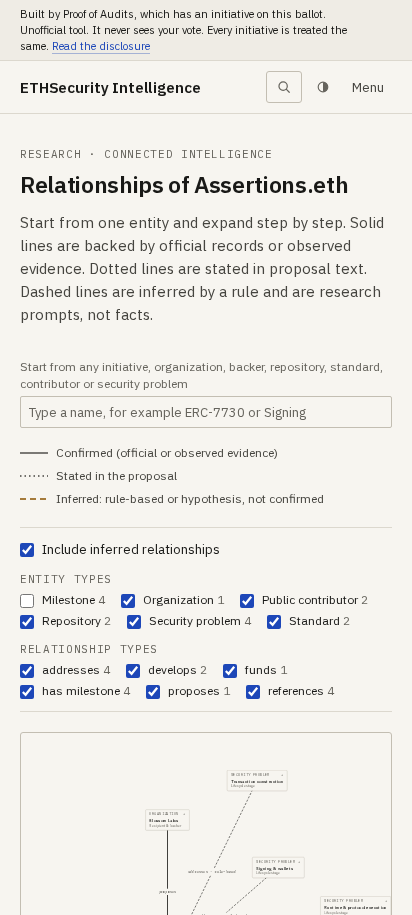 Built by Proof of Audits, which has an initiative on this ballot.
Unofficial tool. It never sees your vote. Every initiative is treated the
same. Read the disclosure
ETHSecurity Intelligence
Menu
RESEARCH · CONNECTED INTELLIGENCE
Relationships of Assertions.eth
Start from one entity and expand step by step. Solid
lines are backed by official records or observed
evidence. Dotted lines are stated in proposal text.
Dashed lines are inferred by a rule and are research
prompts, not facts.
Start from any initiative, organization, backer, repository, standard,
contributor or security problem
Type a name, for example ERC-7730 or Signing
Confirmed (official or observed evidence)
Stated in the proposal
Inferred: rule-based or hypothesis, not confirmed
Include inferred relationships
ENTITY TYPES
Milestone 4 Organization 1 Public contributor 2
Repository 2 Security problem 4 Standard 2
RELATIONSHIP TYPES
addresses 4 develops 2 funds 1
has milestone 4 proposes 1 references 4
SECURITY PROBLEM
ORGANIZATION
SECURITY PROBLEM
Signing & wallets
SECURITY PROBLEM